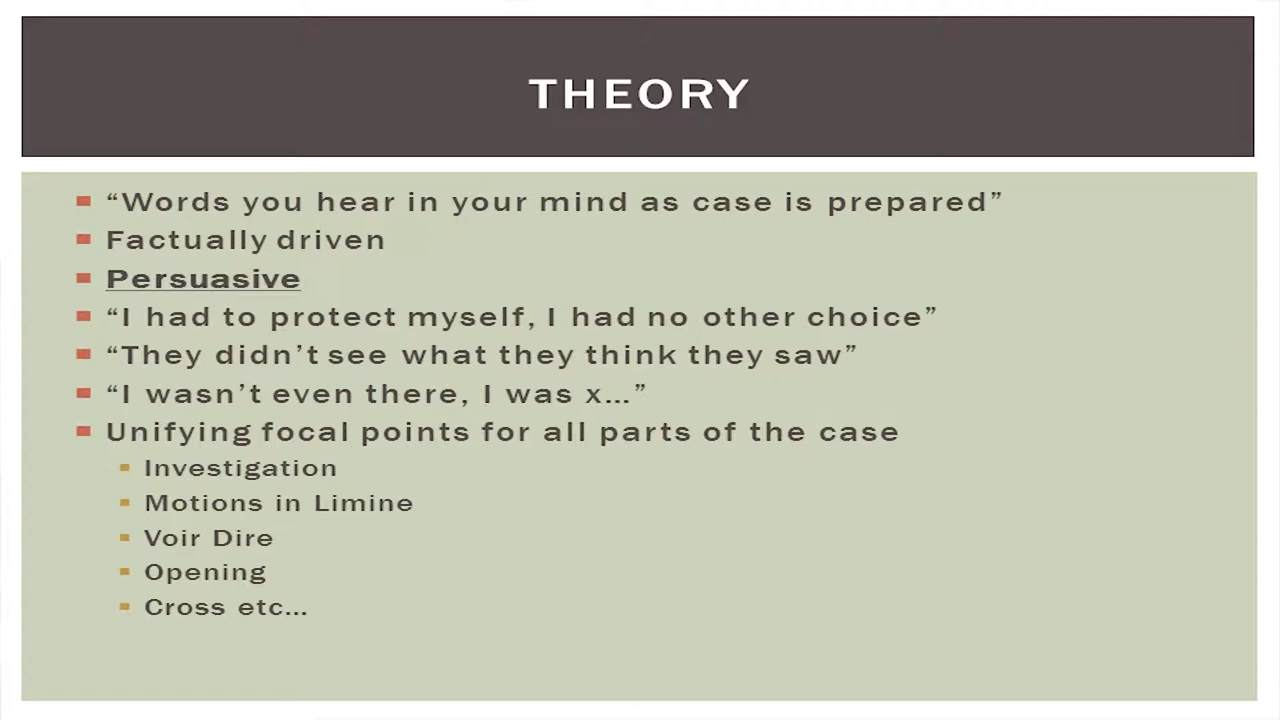 THEORY
“Words you hear in your mind as case is prepared”
Factually driven
Persuasive
“I had to protect myself, I had no other choice”
“They didn’t see what they think they saw”
“I wasn’t even there, I was x…”
Unifying focal points for all parts of the case
Investigation
Motions in Limine
Voir Dire
Opening
Cross etc…